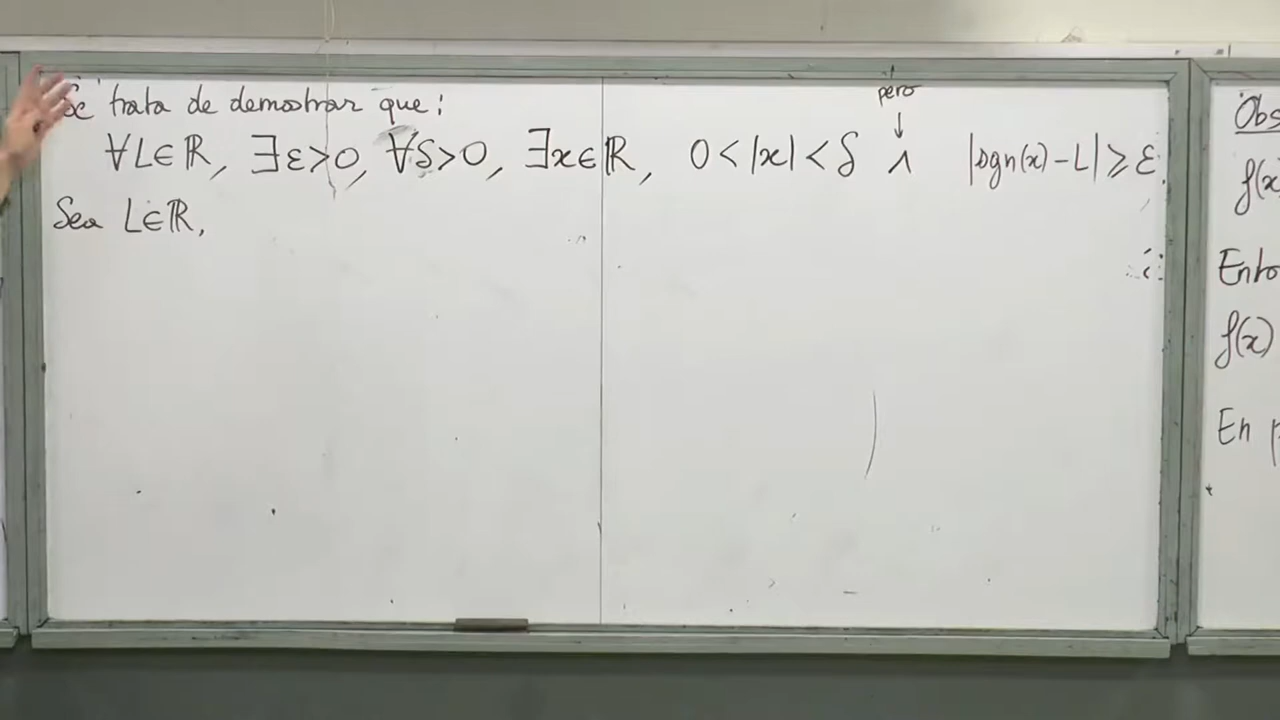 Se trata de demostrar que:
pero
↓
∀L∈ℝ, ∃ε>0, ∀δ>0, ∃x∈ℝ, 0<|x|<δ ∧ |sgn(x)-L|≥ε.
Sea L∈ℝ,
Obs
f(x
Ento
f(x)
En